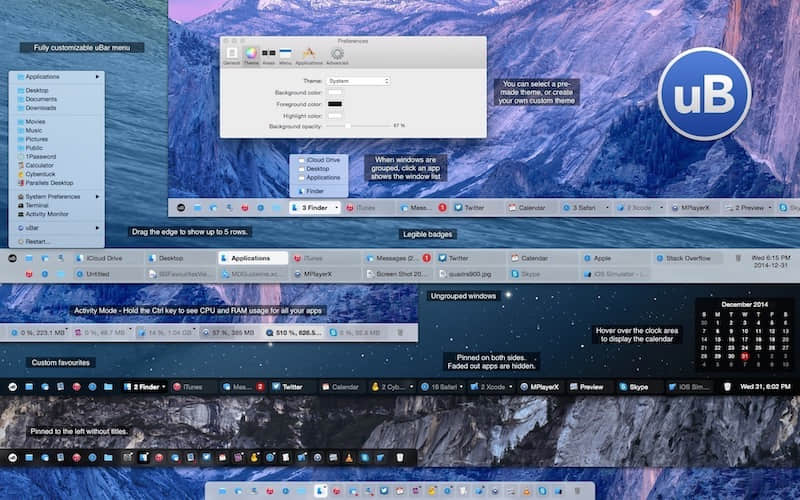 Fully customizable uBar menu
Applications
Desktop
Documents
Downloads
Movies
Music
Pictures
Public
1Password
Calculator
Cyberduck
Parallels Desktop
System Preferences
Terminal
Activity Monitor
uBar
Restart...
Preferences
General Theme Areas Menu Applications Advanced
Theme: System
Background color:
Foreground color:
Highlight color:
Background opacity: 67 %
You can select a pre-
made theme, or create
your own custom theme
uB
iCloud Drive
Desktop
Applications
Finder
When windows are
grouped, click an app
shows the window list
3 Finder iTunes Mess... 1 Twitter Calendar 3 Safari 2 Xcode MPlayerX 2 Preview Sk
Drag the edge to show up to 5 rows.
Legible badges
iCloud Drive Desktop Applications iTunes Messages (2... 1 Twitter Calendar Apple Stack Overflow Wed 6:15 PM
Untitled MDGuideline.xc... MPlayerX Screen Shot 20... quadra900.jpg Skype iOS Simulator - i... 2014-12-31
Activity Mode - Hold the Ctrl key to see CPU and RAM usage for all your apps
0 %, 223.1 MB 14 %, 1.04 GB 57 %, 385 MB 510 %, 626.5...
Ungrouped windows
December 2014
S M T W T F S
30 1 2 3 4 5 6
7 8 9 10 11 12 13
14 15 16 17 18 19 20
21 22 23 24 25 26 27
28 29 30 31 1 2 3
4 5 6 7 8 9 10
Hover over the clock area
to display the calendar
Custom favourites
Pinned on both sides.
Faded out apps are hidden.
2 Finder iTunes Mes... 2 Twitter Calendar 2 Cyb... 16 Safari 2 Xcode MPlayerX Preview Skype iOS Sim... Wed 31, 6:02 PM
Pinned to the left without titles.